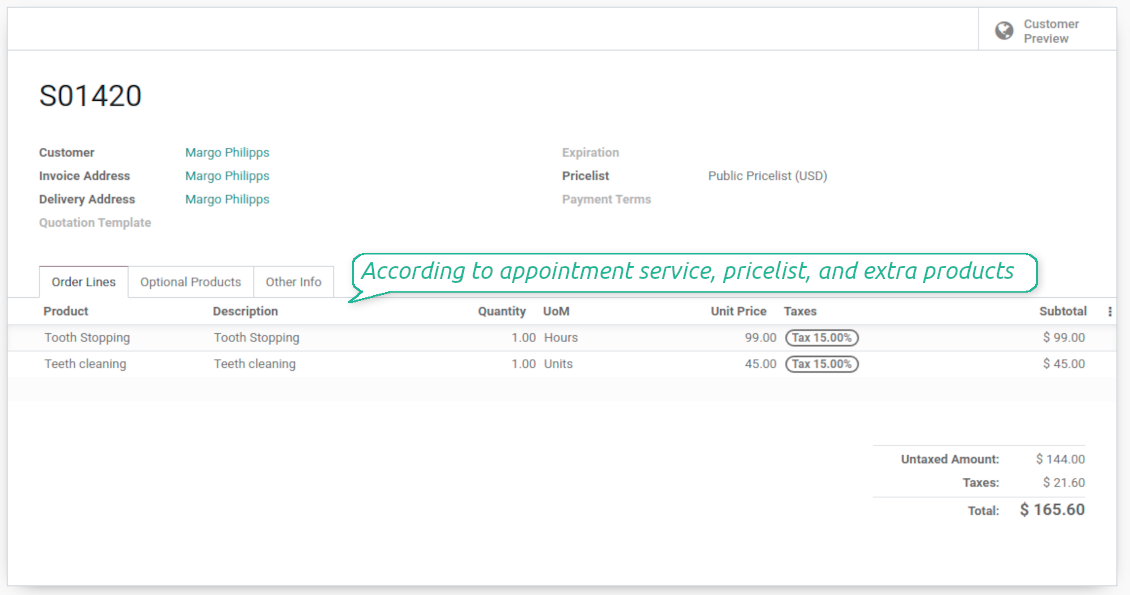 Customer
Preview
S01420
Customer Margo Philipps Expiration
Invoice Address Margo Philipps Pricelist Public Pricelist (USD)
Delivery Address Margo Philipps Payment Terms
Quotation Template
Order Lines Optional Products Other Info
According to appointment service, pricelist, and extra products
Product Description Quantity UoM Unit Price Taxes Subtotal
Tooth Stopping Tooth Stopping 1.00 Hours 99.00 Tax 15.00% $ 99.00
Teeth cleaning Teeth cleaning 1.00 Units 45.00 Tax 15.00% $ 45.00
Untaxed Amount: $ 144.00
Taxes: $ 21.60
Total: $ 165.60